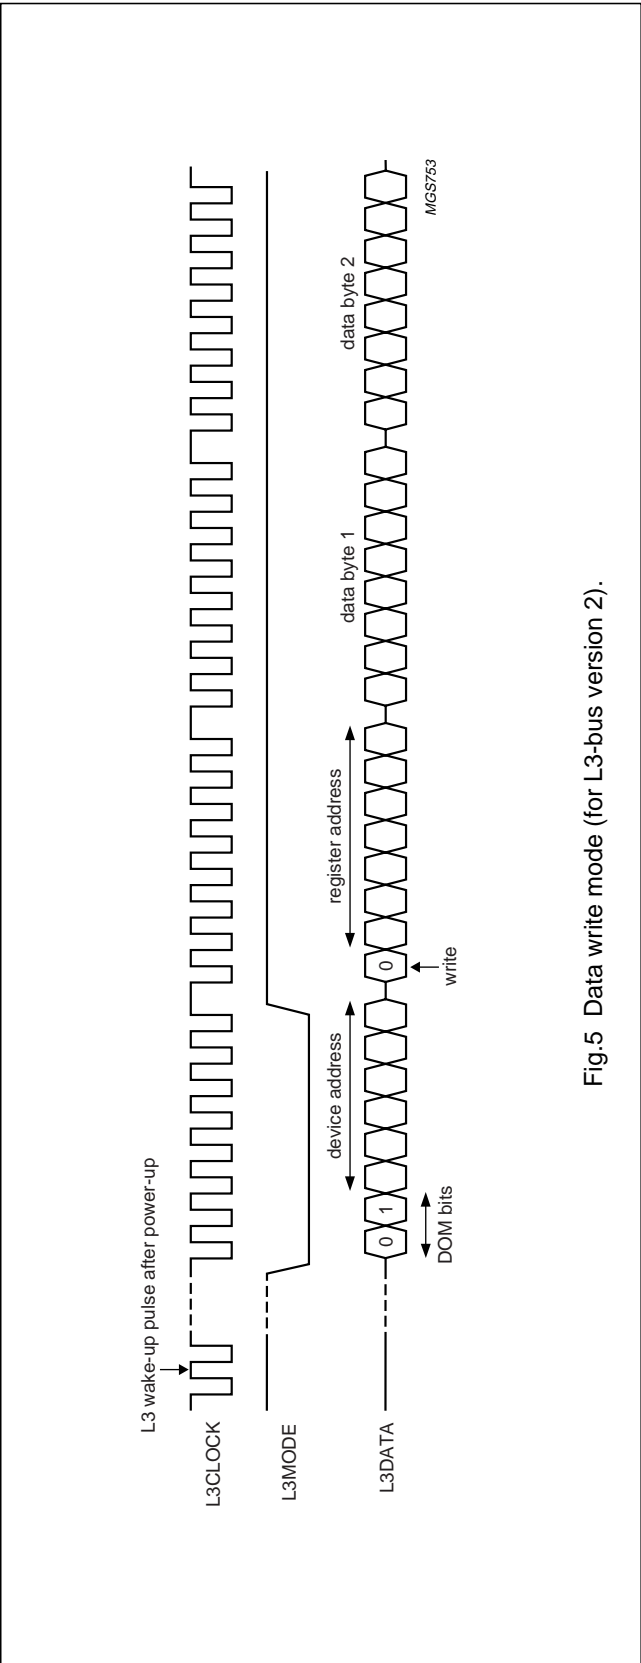 L3 wake-up pulse after power-up
L3CLOCK
L3MODE
device address
register address
data byte 1
data byte 2
L3DATA
0
1
0
DOM bits
write
MGS753
Fig.5 Data write mode (for L3-bus version 2).